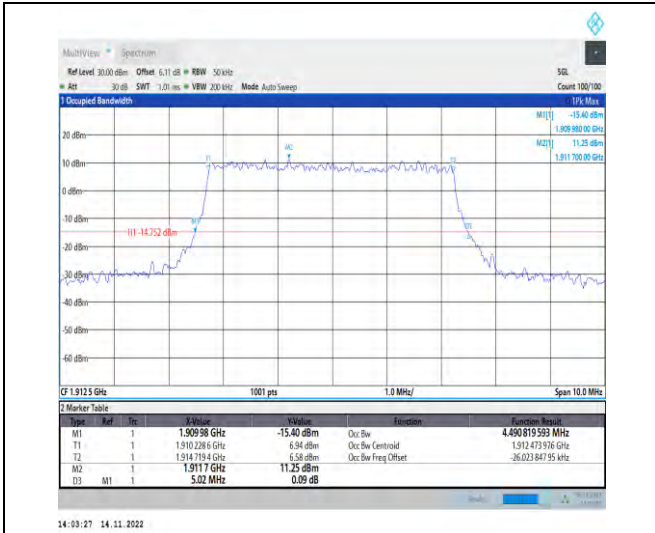 MultiView Spectrum
Ref Level 30.00 dBm Offset 6.11 dB RBW 50 kHz SGL
Att 30 dB SWT 1.01 ms VBW 200 kHz Mode Auto Sweep Count 100/100
1 Occupied Bandwidth 1Pk Max
M1[1] -15.40 dBm
1.909 980 00 GHz
M2[1] 11.25 dBm
1.911 700 00 GHz
20 dBm
M2
T1 T2
10 dBm
0 dBm
-10 dBm
M1 D3
H1 -14.752 dBm
-20 dBm
-30 dBm
-40 dBm
-50 dBm
-60 dBm
CF 1.912 5 GHz 1001 pts 1.0 MHz/ Span 10.0 MHz
2 Marker Table
Type Ref Trc X-Value Y-Value Function Function Result
M1 1 1.909 98 GHz -15.40 dBm Occ Bw 4.490 819 593 MHz
T1 1 1.910 228 6 GHz 6.94 dBm Occ Bw Centroid 1.912 473 976 GHz
T2 1 1.914 719 4 GHz 6.58 dBm Occ Bw Freq Offset -26.023 847 95 kHz
M2 1 1.911 7 GHz 11.25 dBm
D3 M1 1 5.02 MHz 0.09 dB
14:03:27 14.11.2022